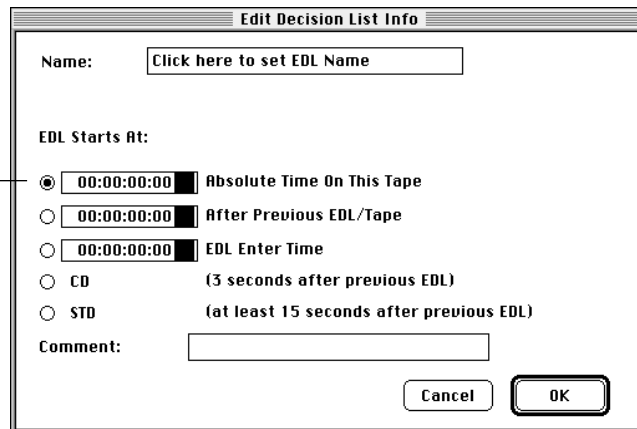 Edit Decision List Info
Name: Click here to set EDL Name
EDL Starts At:
00:00:00:00 Absolute Time On This Tape
00:00:00:00 After Previous EDL/Tape
00:00:00:00 EDL Enter Time
CD (3 seconds after previous EDL)
STD (at least 15 seconds after previous EDL)
Comment:
Cancel OK